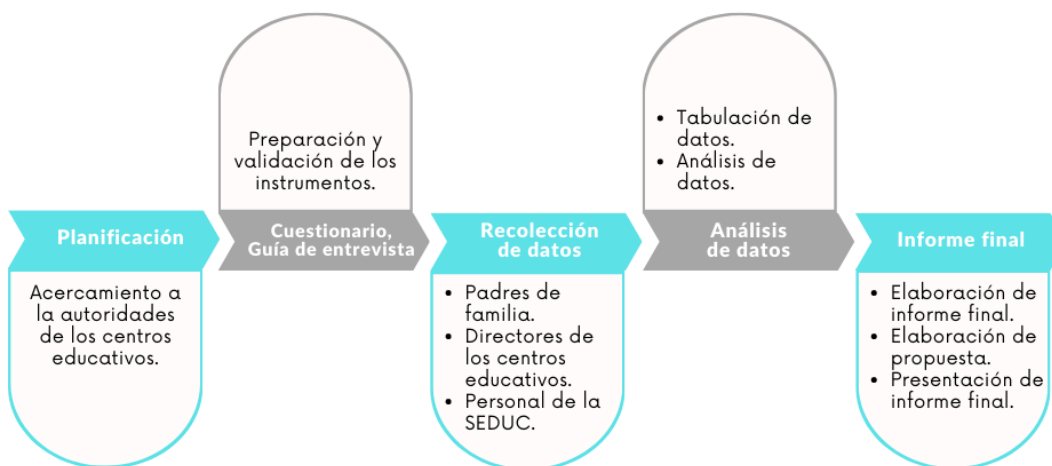 Planificación
Acercamiento a
la autoridades
de los centros
educativos.
Preparación y
validación de los
instrumentos.
Cuestionario,
Guía de entrevista
Recolección
de datos
• Padres de
familia.
• Directores de
los centros
educativos.
• Personal de la
SEDUC.
• Tabulación de
datos.
• Análisis de
datos.
Análisis
de datos
Informe final
• Elaboración de
informe final.
• Elaboración de
propuesta.
• Presentación de
informe final.